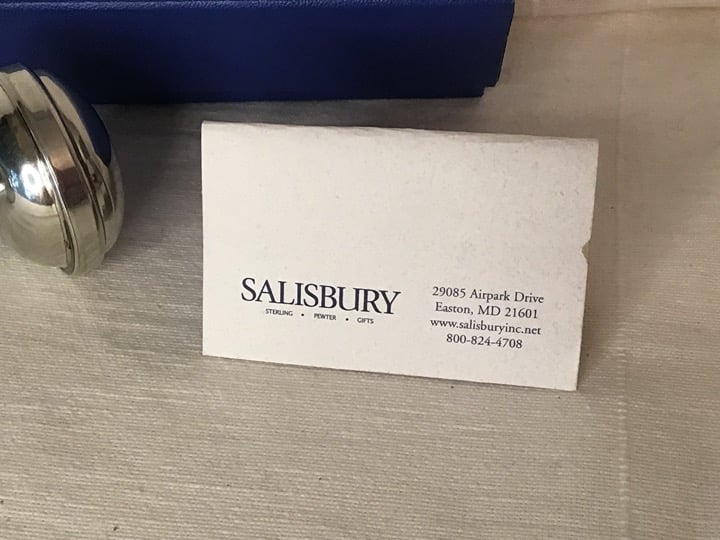 SALISBURY
STERLING • PEWTER • GIFTS
29085 Airpark Drive
Easton, MD 21601
www.salisburyinc.net
800-824-4708